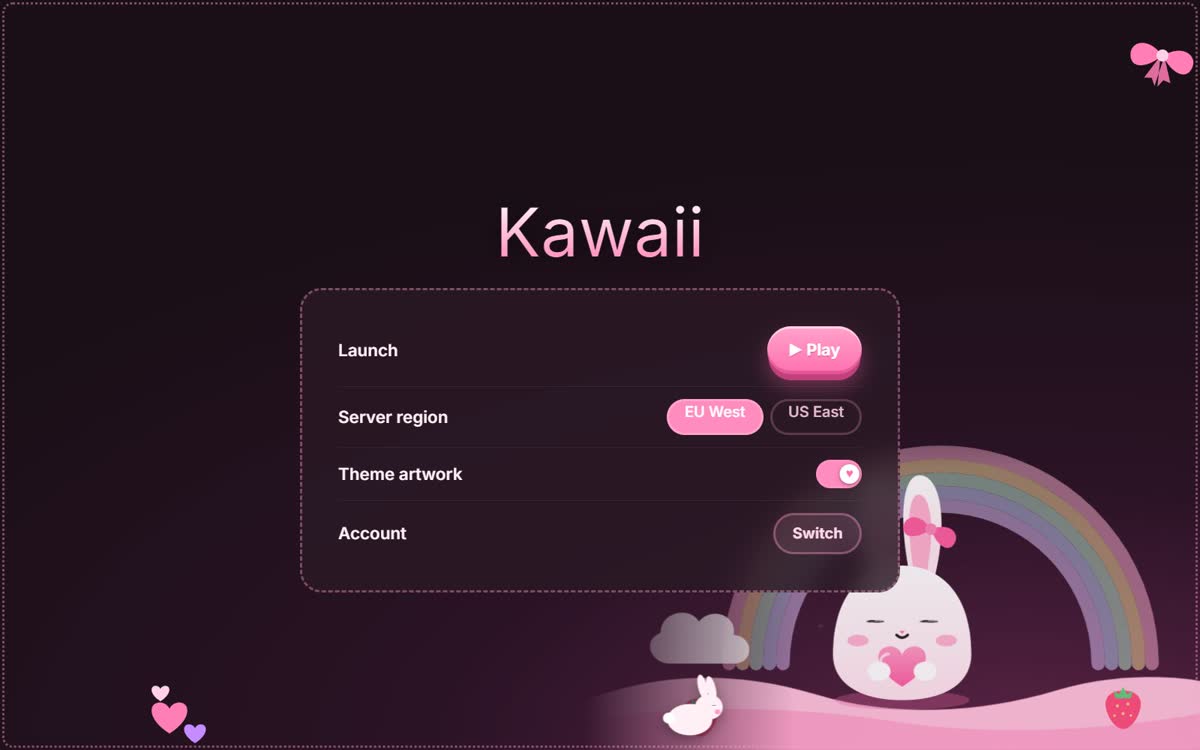 Kawaii
Launch
▶ Play
Server region
EU West
US East
Theme artwork
Account
Switch